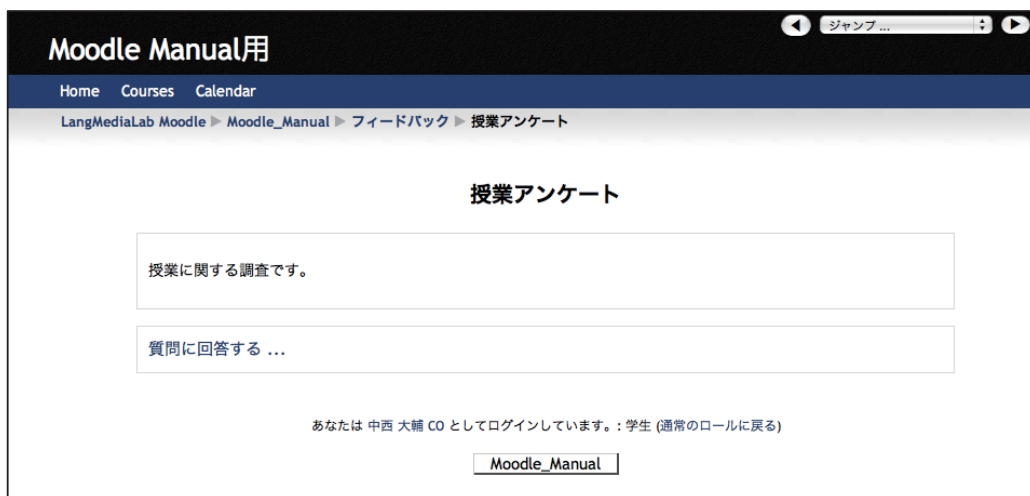 ジャンプ...
Moodle Manual用
Home Courses Calendar
LangMediaLab Moodle ▶ Moodle_Manual ▶ フィードバック ▶ 授業アンケート
授業アンケート
授業に関する調査です。
質問に回答する ...
あなたは 中西 大輔 CO としてログインしています。: 学生 (通常のロールに戻る)
Moodle_Manual